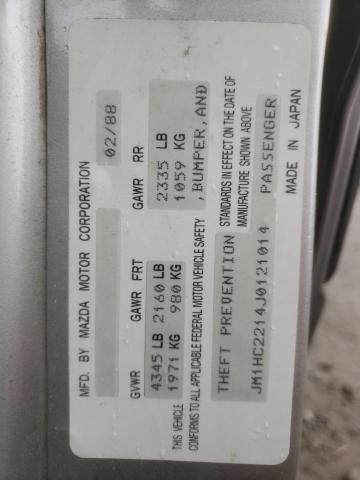 MFD. BY MAZDA MOTOR CORPORATION 02/88
GVWR GAWR FRT GAWR RR
4345 LB 2160 LB 2335 LB
1971 KG 980 KG 1059 KG
THIS VEHICLE
CONFORMS TO ALL APPLICABLE FEDERAL MOTOR VEHICLE SAFETY ,BUMPER,AND
THEFT PREVENTION STANDARDS IN EFFECT ON THE DATE OF
MANUFACTURE SHOWN ABOVE
JM1HC2214J0121014 PASSENGER
MADE IN JAPAN